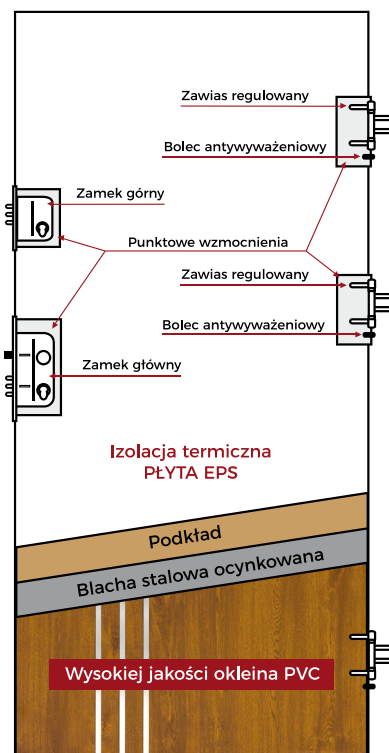 Zawias regulowany
Bolec antywyważeniowy
Zamek górny
Punktowe wzmocnienia
Zawias regulowany
Bolec antywyważeniowy
Zamek główny
Izolacja termiczna
PŁYTA EPS
Podkład
Blacha stalowa ocynkowana
Wysokiej jakości okleina PVC